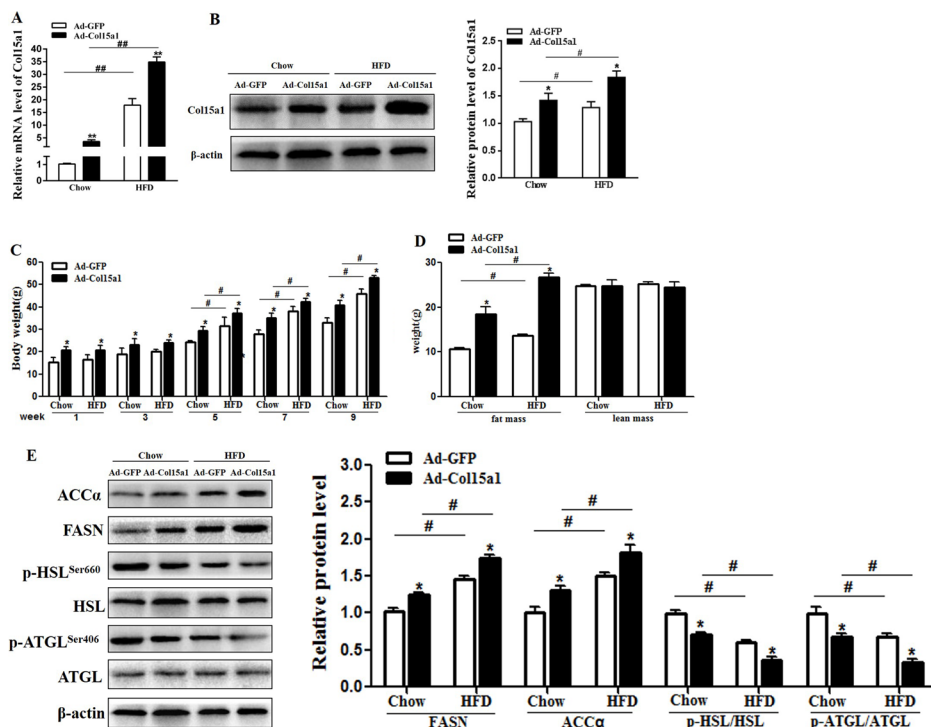 A
Ad-GFP
Ad-Col15a1
Relative mRNA level of Col15a1
40
35
30
25
20
15
10
5
1
0
##
##
**
**
Chow HFD
B
Chow HFD
Ad-GFP Ad-Col15a1 Ad-GFP Ad-Col15a1
Col15a1
β-actin
Ad-GFP
Ad-Col15a1
Relative protein level of Col15a1
2.5
2.0
1.5
1.0
0.5
0.0
#
#
*
*
Chow HFD
C
Ad-GFP
Ad-Col15a1
Body weight(g)
60
40
20
0
* * * * * * * * * *
# # # # # #
Chow HFD Chow HFD Chow HFD Chow HFD Chow HFD
week 1 3 5 7 9
D
Ad-GFP
Ad-Col15a1
weight(g)
30
20
10
0
#
#
*
*
Chow HFD Chow HFD
fat mass lean mass
E
Chow HFD
Ad-GFP Ad-Col15a1 Ad-GFP Ad-Col15a1
ACCα
FASN
p-HSLSer660
HSL
p-ATGLSer406
ATGL
β-actin
Ad-GFP
Ad-Col15a1
Relative protein level
3.0
2.5
2.0
1.5
1.0
0.5
0.0
# # # #
# # # #
* * * * * * * *
Chow HFD Chow HFD Chow HFD Chow HFD
FASN ACCα p-HSL/HSL p-ATGL/ATGL